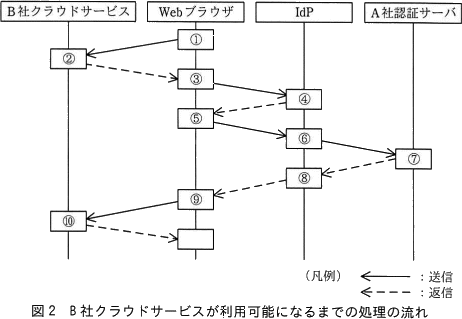 B社クラウドサービス Webブラウザ IdP A社認証サーバ
①
②
③
④
⑤
⑥
⑦
⑧
⑨
⑩
(凡例) :送信
:返信
図2 B社クラウドサービスが利用可能になるまでの処理の流れ